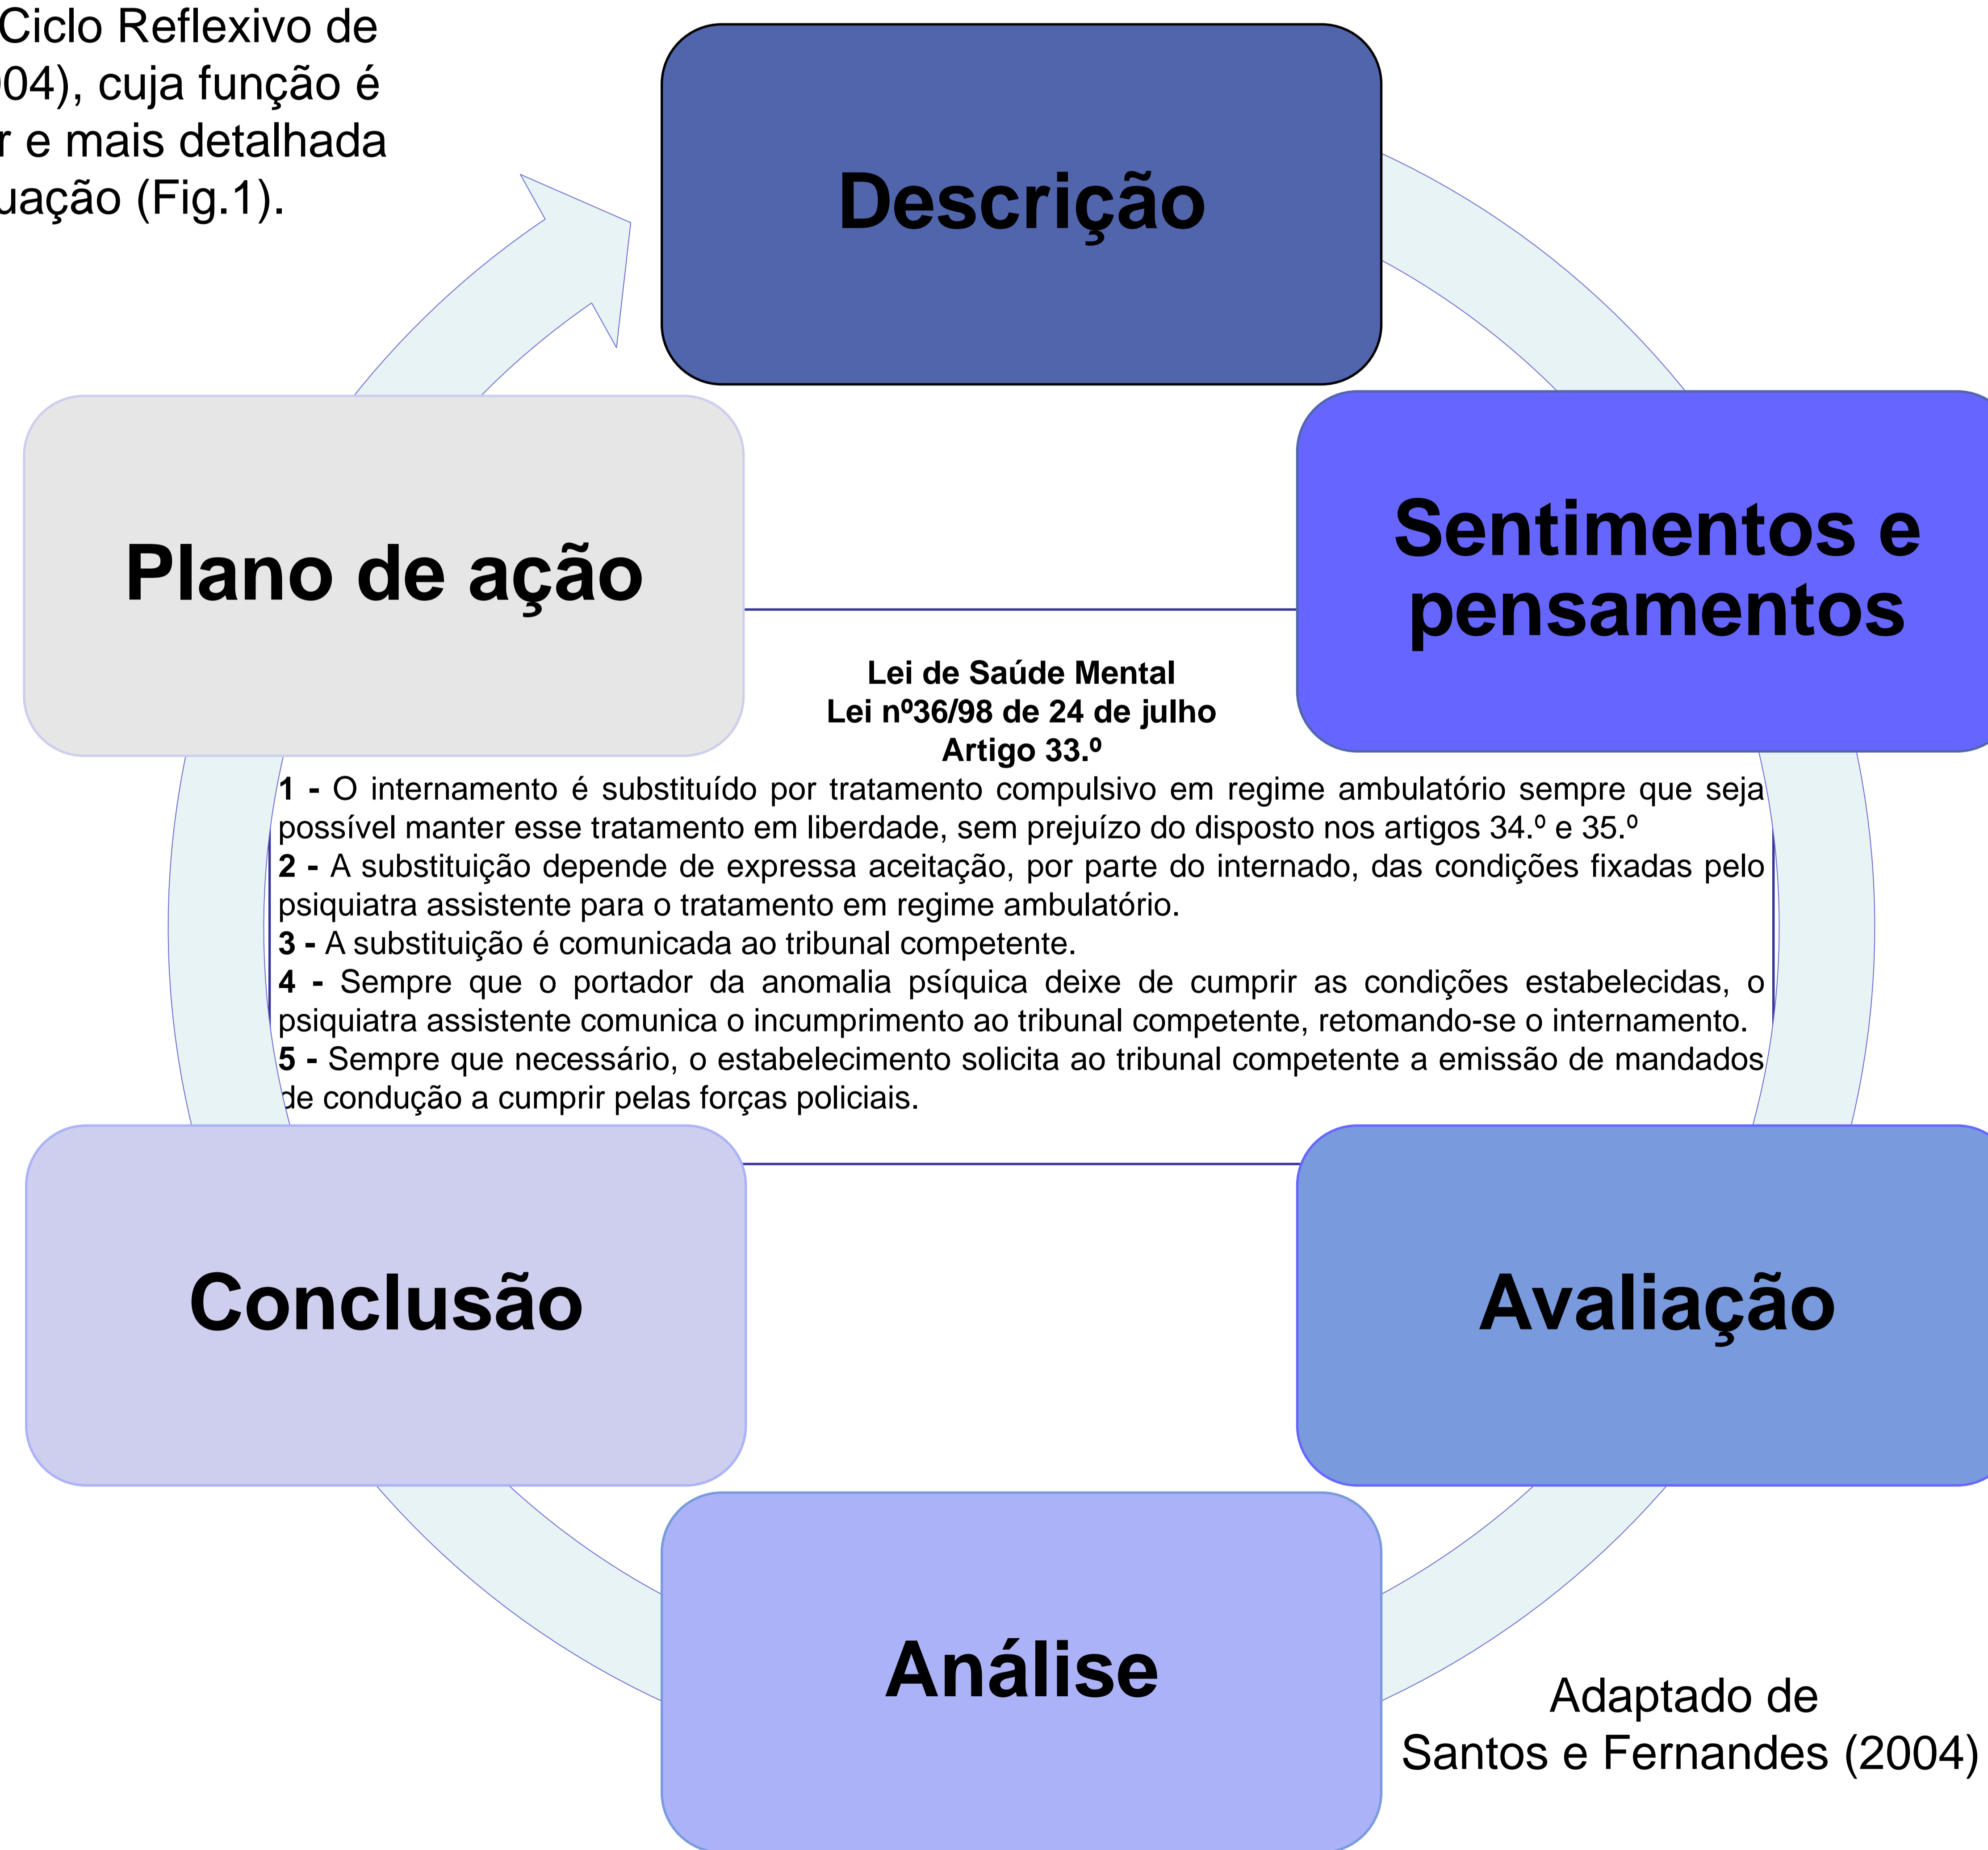 Ciclo Reflexivo de
04), cuja função é
r e mais detalhada
uação (Fig.1).
Descrição
Plano de ação
Sentimentos e
pensamentos
Lei de Saúde Mental
Lei nº36/98 de 24 de julho
Artigo 33.º
1 - O internamento é substituído por tratamento compulsivo em regime ambulatório sempre que seja
possível manter esse tratamento em liberdade, sem prejuízo do disposto nos artigos 34.º e 35.º
2 - A substituição depende de expressa aceitação, por parte do internado, das condições fixadas pelo
psiquiatra assistente para o tratamento em regime ambulatório.
3 - A substituição é comunicada ao tribunal competente.
4 - Sempre que o portador da anomalia psíquica deixe de cumprir as condições estabelecidas, o
psiquiatra assistente comunica o incumprimento ao tribunal competente, retomando-se o internamento.
5 - Sempre que necessário, o estabelecimento solicita ao tribunal competente a emissão de mandados
de condução a cumprir pelas forças policiais.
Conclusão
Avaliação
Análise
Adaptado de
Santos e Fernandes (2004)